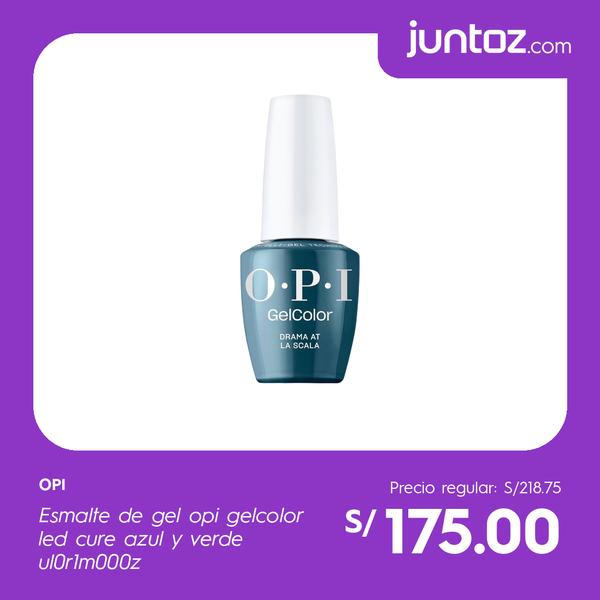 juntoz.com
O·P·I
GelColor
DRAMA AT
LA SCALA
OPI
Esmalte de gel opi gelcolor
led cure azul y verde
ul0r1m000z
Precio regular: S/218.75
S/ 175.00